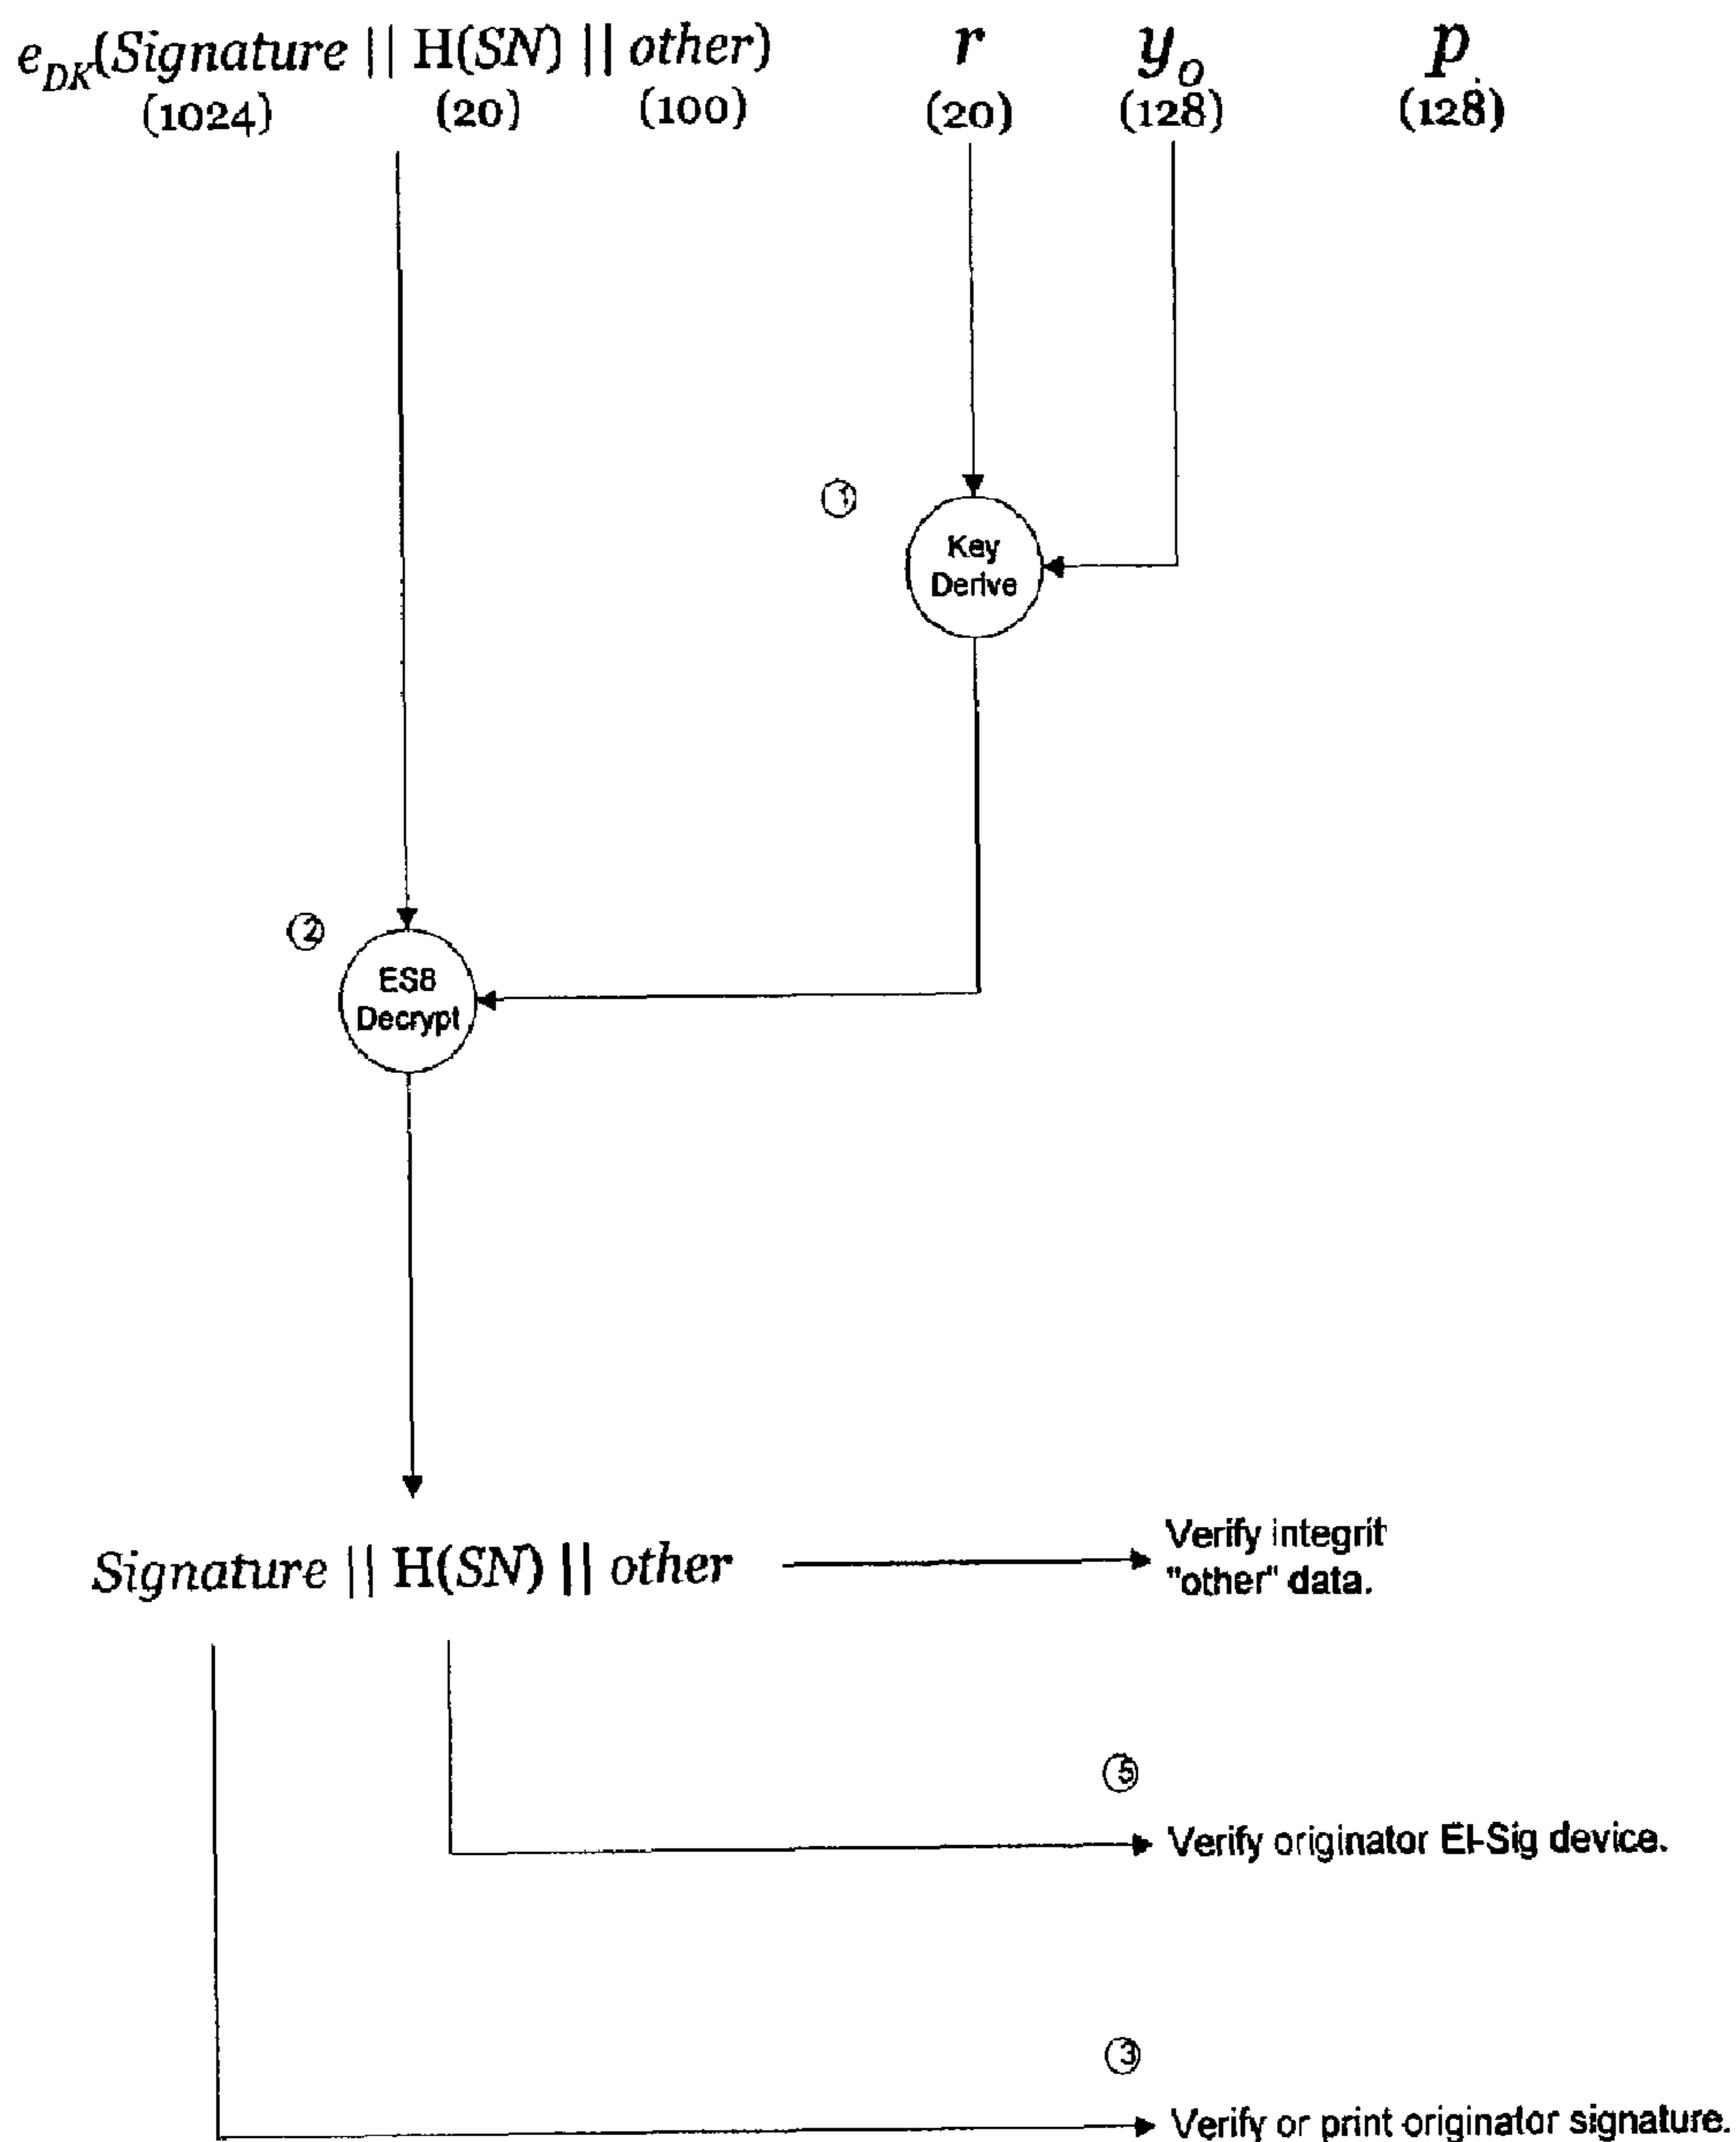 e_DK(Signature || H(SN) || other) r y_o p
(1024) (20) (100) (20) (128) (128)
1
Key
Derive
2
ES8
Decrypt
Signature || H(SN) || other
Verify integrit
"other" data.
5
Verify originator El-Sig device.
3
Verify or print originator signature.